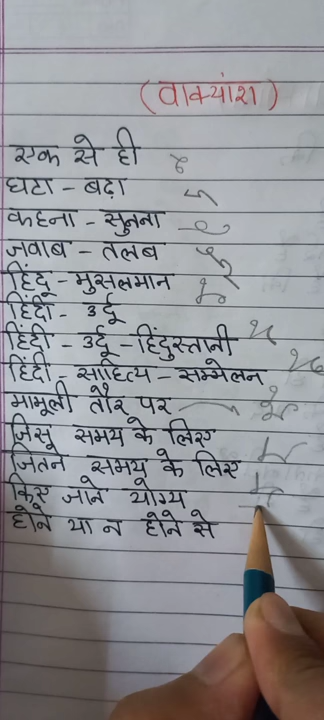 (वाक्यांश)
एक से ही
घटा - बढ़ा
कहना - सुनना
जवाब - तलब
हिंदू - मुसलमान
हिंदी - उर्दू
हिंदी - उर्दू - हिंदुस्तानी
हिंदी - साहित्य - सम्मेलन
मामूली तौर पर
जिस समय के लिए
जितने समय के लिए
किए जाने योग्य
होने या न होने से